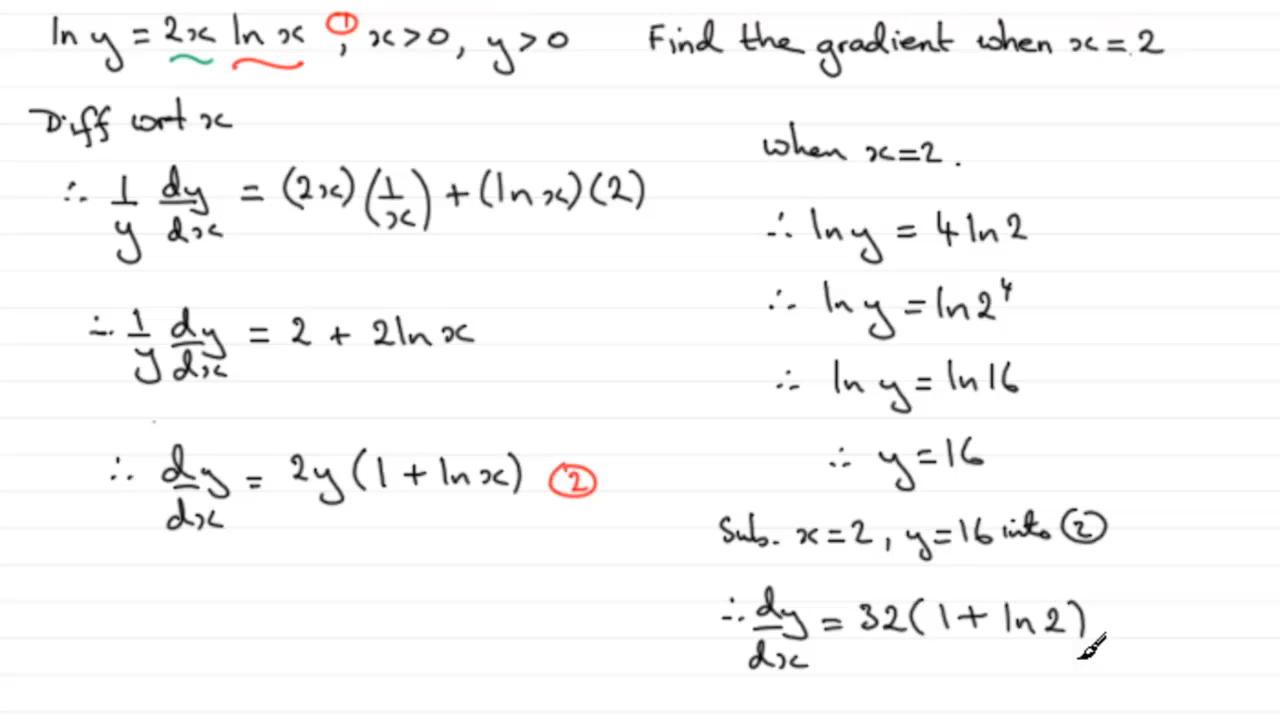 ln y = 2x ln x ①, x>0, y>0 Find the gradient when x=2
Diff wrt x
∴ 1/y dy/dx = (2x)(1/x) + (ln x)(2)
∴ 1/y dy/dx = 2 + 2ln x
∴ dy/dx = 2y(1 + ln x) ②
when x=2.
∴ ln y = 4 ln 2
∴ ln y = ln 2⁴
∴ ln y = ln 16
∴ y = 16
Sub. x=2, y=16 into ②
∴ dy/dx = 32(1 + ln 2)